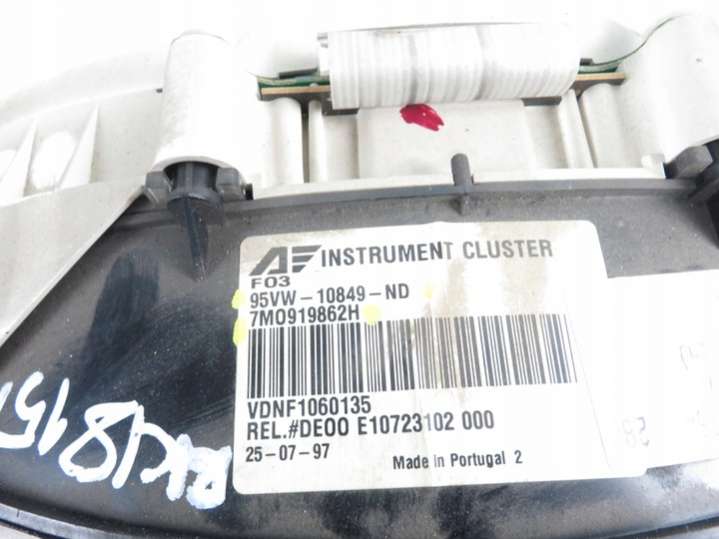 AE INSTRUMENT CLUSTER
F03
95VW-10849-ND
7M0919862H
VDNF1060135
REL.#DE00 E10723102 000
25-07-97 Made in Portugal 2